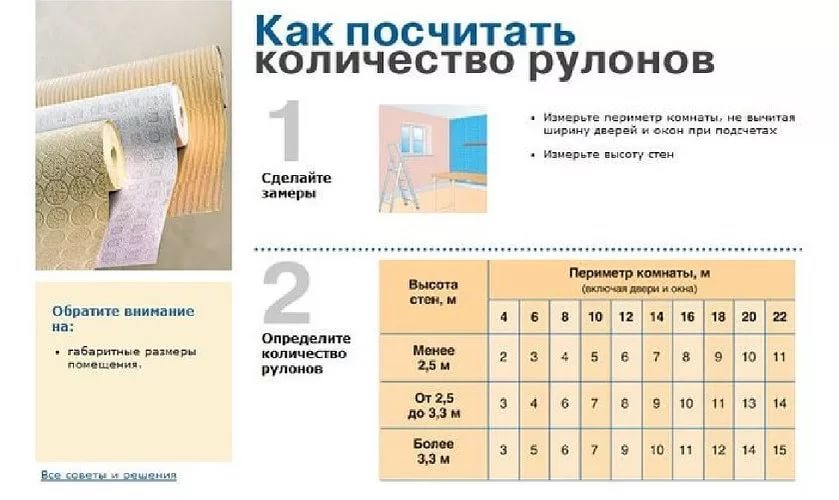 Как посчитать
количество рулонов
1
Сделайте
замеры
• Измерьте периметр комнаты, не вычитая
ширину дверей и окон при подсчетах
• Измерьте высоту стен
Обратите внимание
на:
• габаритные размеры
помещения.
Все советы и решения
2
Определите
количество
рулонов
Высота
стен, м
Периметр комнаты, м
(включая двери и окна)
4 6 8 10 12 14 16 18 20 22
Менее
2,5 м
2 3 4 5 6 7 8 9 10 11
От 2,5
до 3,3 м
3 4 6 7 8 9 10 11 13 14
Более
3,3 м
3 5 6 7 9 10 11 12 14 15